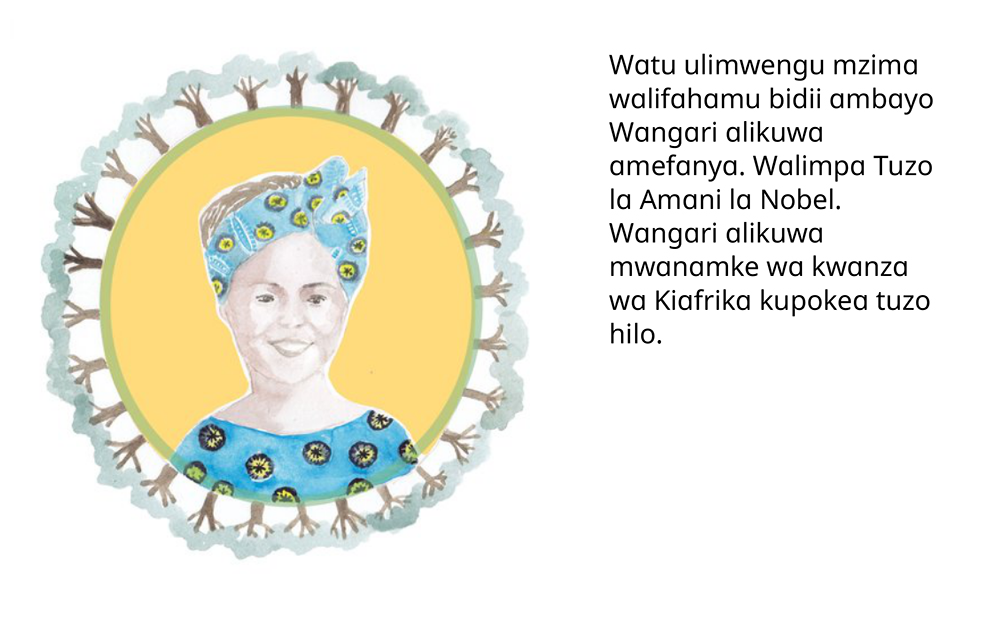 Watu ulimwengu mzima
walifahamu bidii ambayo
Wangari alikuwa
amefanya. Walimpa Tuzo
la Amani la Nobel.
Wangari alikuwa
mwanamke wa kwanza
wa Kiafrika kupokea tuzo
hilo.